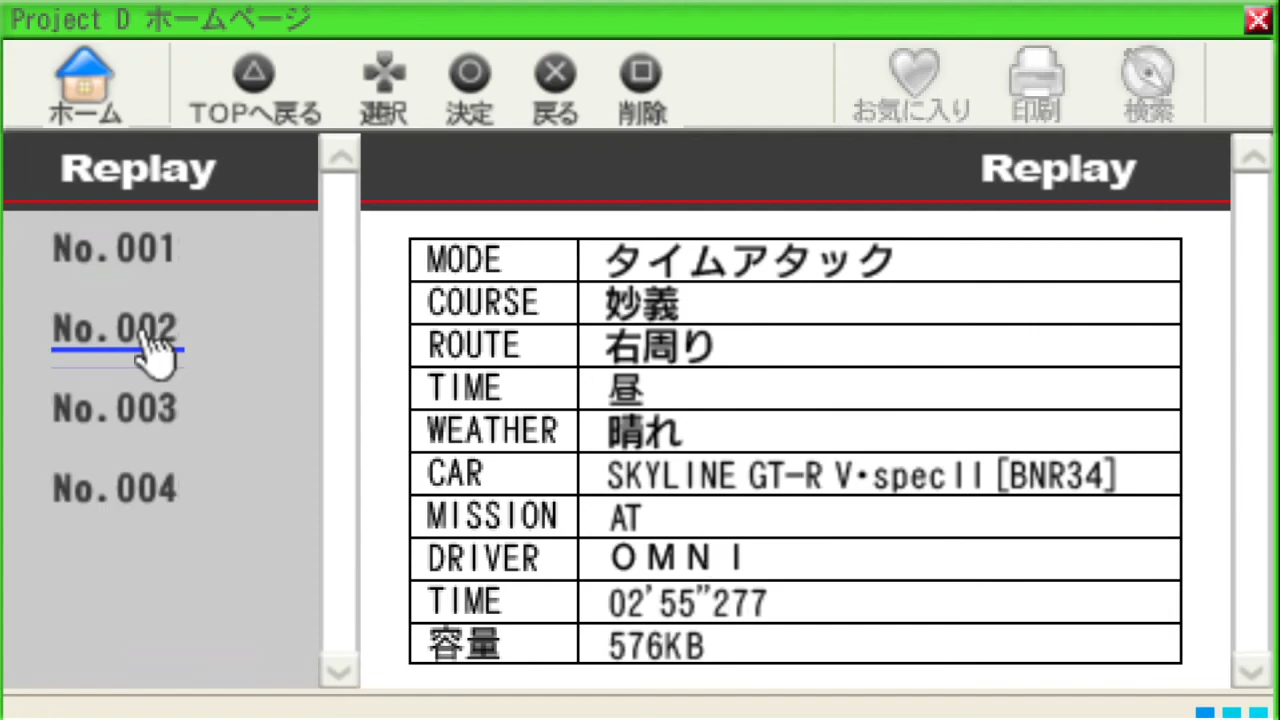 Project D ホームページ
ホーム
TOPへ戻る
選択
決定
戻る
削除
お気に入り
印刷
検索
Replay
No.001
No.002
No.003
No.004
Replay
MODE タイムアタック
COURSE 妙義
ROUTE 右周り
TIME 昼
WEATHER 晴れ
CAR SKYLINE GT-R V・specII [BNR34]
MISSION AT
DRIVER OMNI
TIME 02'55"277
容量 576KB